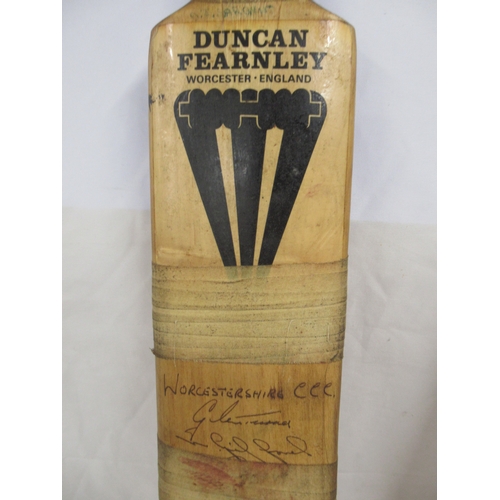 DUNCAN
FEARNLEY
WORCESTER · ENGLAND
WORCESTERSHIRE C.C.C.